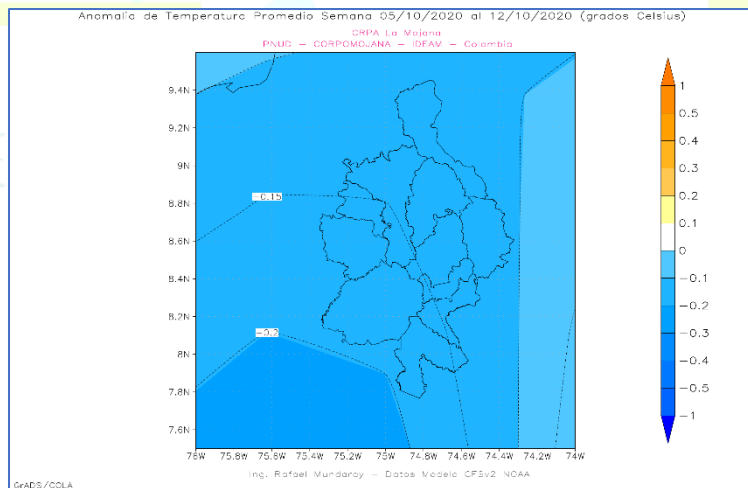 Anomalía de Temperatura Promedio Semana 05/10/2020 al 12/10/2020 (grados Celsius)
CRPA La Mojana
PNUD – CORPOMOJANA – IDEAM – Colombia
9.4N
9.2N
9N
8.8N
8.6N
8.4N
8.2N
8N
7.8N
7.6N
−0.15
−0.2
76W 75.8W 75.6W 75.4W 75.2W 75W 74.8W 74.6W 74.4W 74.2W 74W
1
0.5
0.4
0.3
0.2
0.1
0
−0.1
−0.2
−0.3
−0.4
−0.5
−1
Ing. Rafael Mundaray – Datos Modelo CFSv2 NOAA
GrADS/COLA